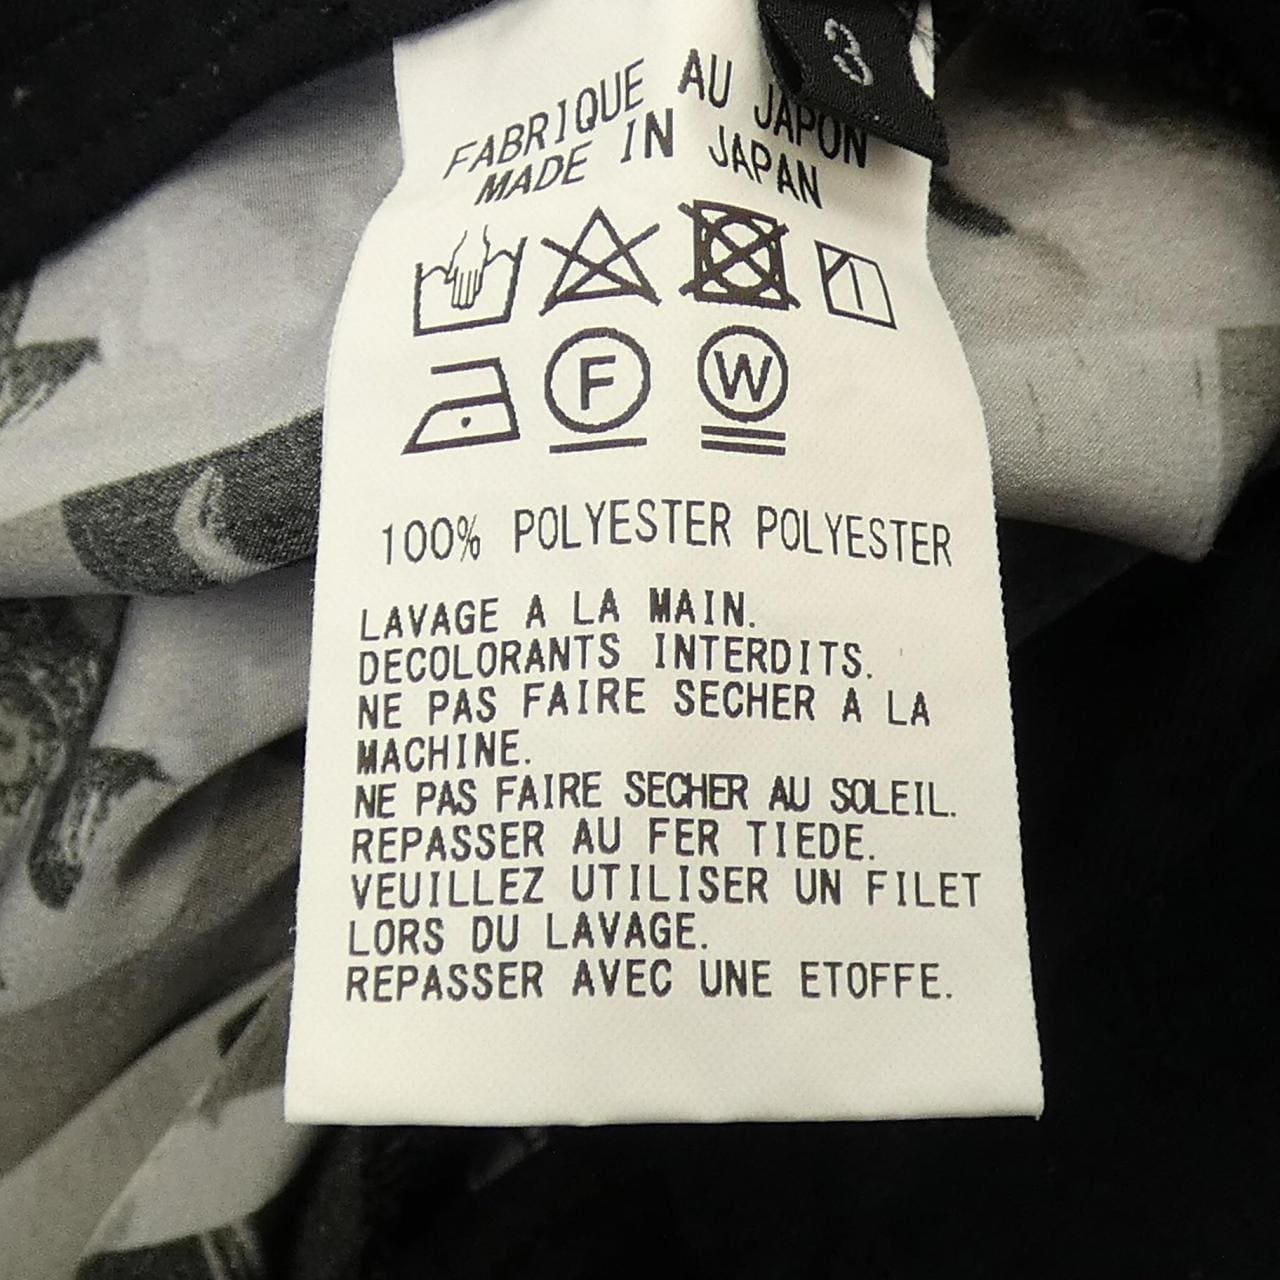 3
FABRIQUE AU JAPON
MADE IN JAPAN
F
W
100% POLYESTER POLYESTER
LAVAGE A LA MAIN.
DECOLORANTS INTERDITS.
NE PAS FAIRE SECHER A LA
MACHINE.
NE PAS FAIRE SECHER AU SOLEIL.
REPASSER AU FER TIEDE.
VEUILLEZ UTILISER UN FILET
LORS DU LAVAGE.
REPASSER AVEC UNE ETOFFE.